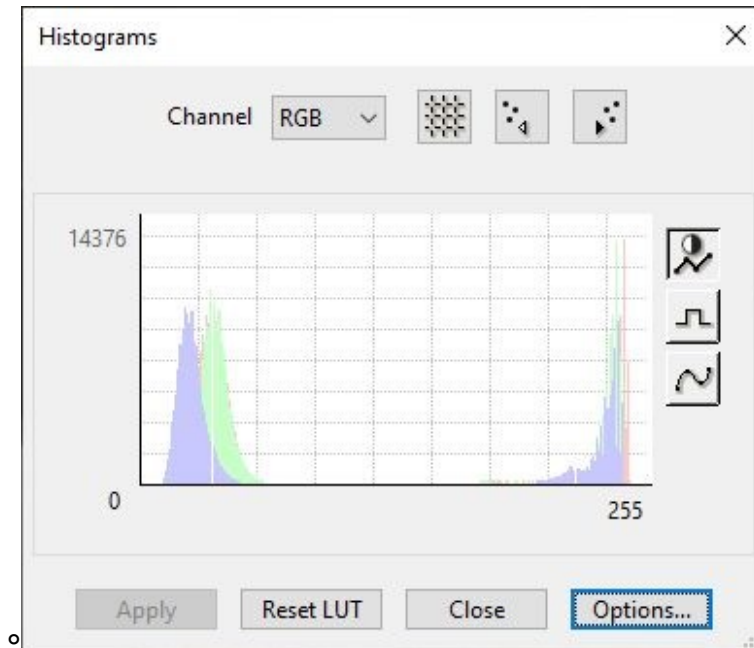 Histograms
Channel RGB
14376
0
255
Apply Reset LUT Close Options...